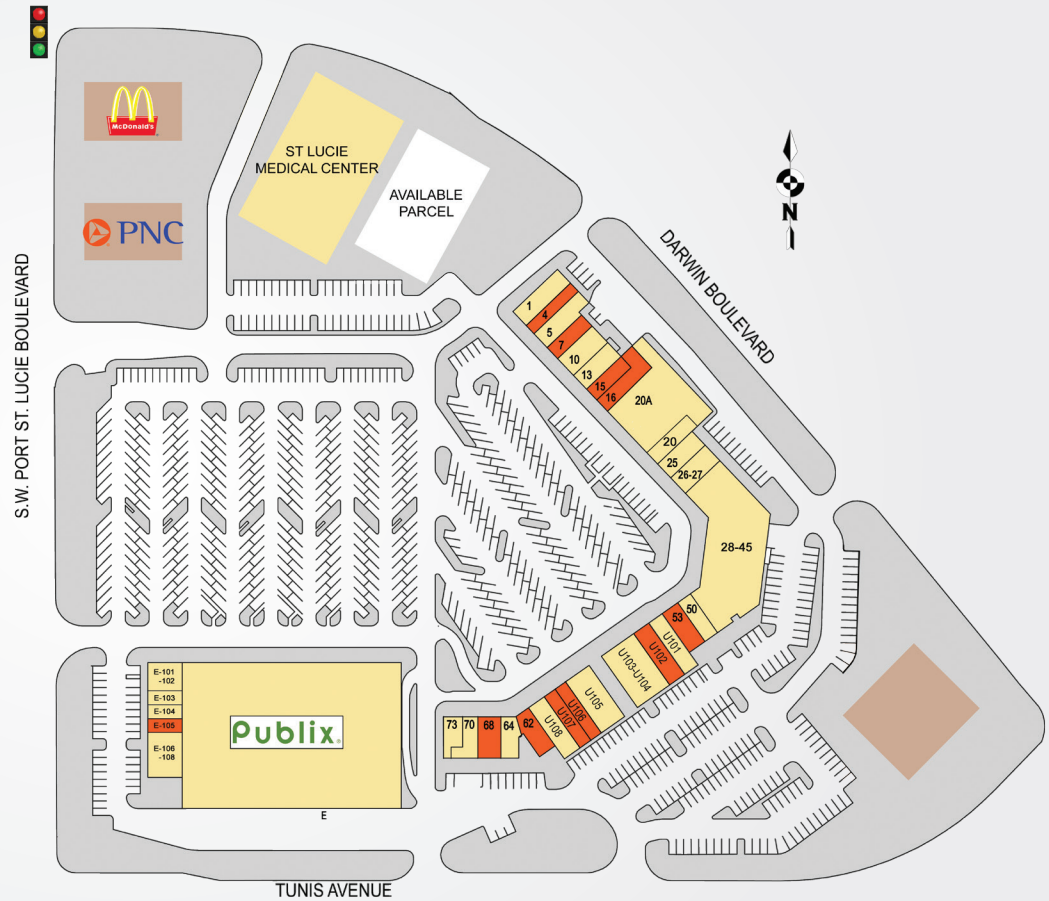 McDonald's
PNC
ST LUCIE
MEDICAL CENTER
AVAILABLE
PARCEL
N
DARWIN BOULEVARD
S.W. PORT ST. LUCIE BOULEVARD
1
4
5
7
10
13
15
16
20A
20
25
26-27
28-45
50
53
U101
U102
U103-U104
U105
U106
U107
U108
62
64
68
70
73
E-101
-102
E-103
E-104
E-105
E-106
-108
Publix.
E
TUNIS AVENUE